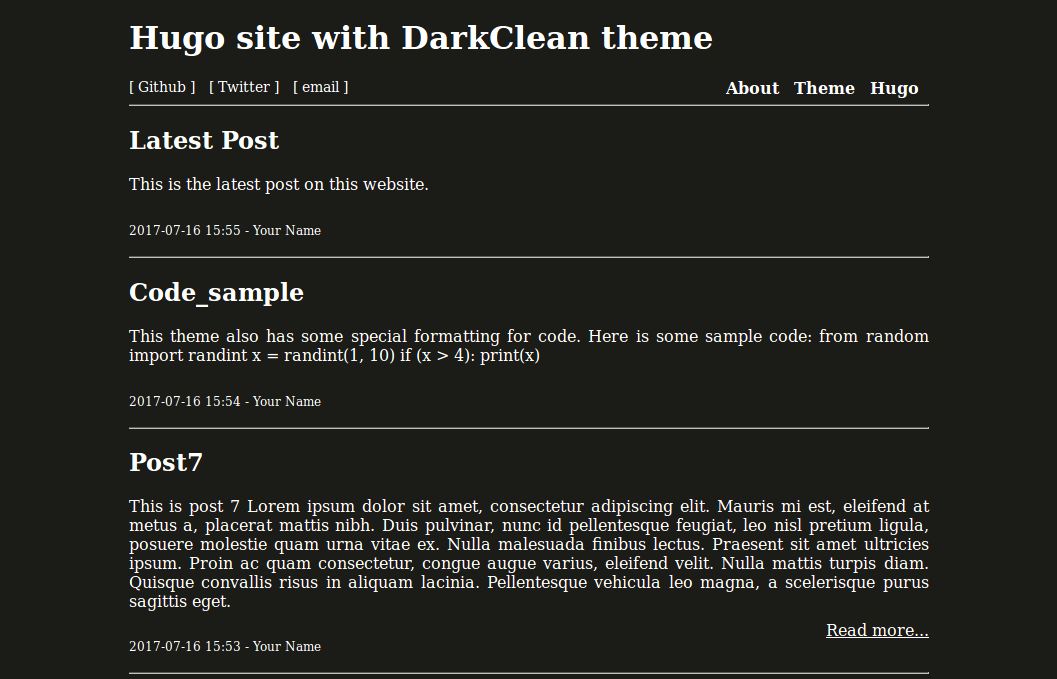 Hugo site with DarkClean theme
[ Github ] [ Twitter ] [ email ] About Theme Hugo
Latest Post
This is the latest post on this website.
2017-07-16 15:55 - Your Name
Code_sample
This theme also has some special formatting for code. Here is some sample code: from random
import randint x = randint(1, 10) if (x > 4): print(x)
2017-07-16 15:54 - Your Name
Post7
This is post 7 Lorem ipsum dolor sit amet, consectetur adipiscing elit. Mauris mi est, eleifend at
metus a, placerat mattis nibh. Duis pulvinar, nunc id pellentesque feugiat, leo nisl pretium ligula,
posuere molestie quam urna vitae ex. Nulla malesuada finibus lectus. Praesent sit amet ultricies
ipsum. Proin ac quam consectetur, congue augue varius, eleifend velit. Nulla mattis turpis diam.
Quisque convallis risus in aliquam lacinia. Pellentesque vehicula leo magna, a scelerisque purus
sagittis eget.
Read more...
2017-07-16 15:53 - Your Name